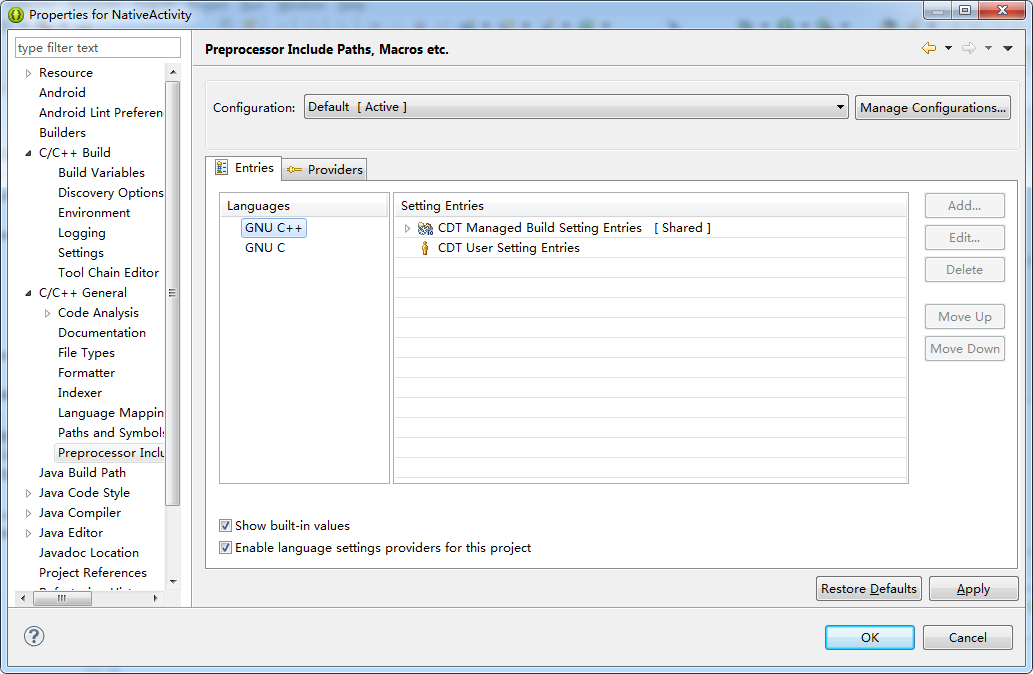 Properties for NativeActivity
type filter text
Resource
Android
Android Lint Preferen
Builders
C/C++ Build
Build Variables
Discovery Options
Environment
Logging
Settings
Tool Chain Editor
C/C++ General
Code Analysis
Documentation
File Types
Formatter
Indexer
Language Mappin
Paths and Symbols
Preprocessor Inclu
Java Build Path
Java Code Style
Java Compiler
Java Editor
Javadoc Location
Project References
Preprocessor Include Paths, Macros etc.
Configuration:
Default [ Active ]
Manage Configurations...
Entries
Providers
Languages
GNU C++
GNU C
Setting Entries
CDT Managed Build Setting Entries [ Shared ]
CDT User Setting Entries
Add...
Edit...
Delete
Move Up
Move Down
Show built-in values
Enable language settings providers for this project
Restore Defaults
Apply
OK
Cancel